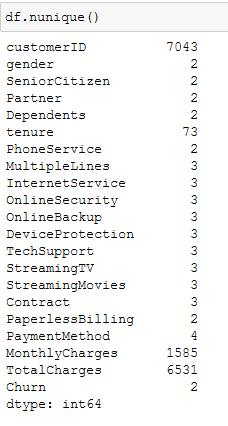 df.nunique()
customerID 7043
gender 2
SeniorCitizen 2
Partner 2
Dependents 2
tenure 73
PhoneService 2
MultipleLines 3
InternetService 3
OnlineSecurity 3
OnlineBackup 3
DeviceProtection 3
TechSupport 3
StreamingTV 3
StreamingMovies 3
Contract 3
PaperlessBilling 2
PaymentMethod 4
MonthlyCharges 1585
TotalCharges 6531
Churn 2
dtype: int64